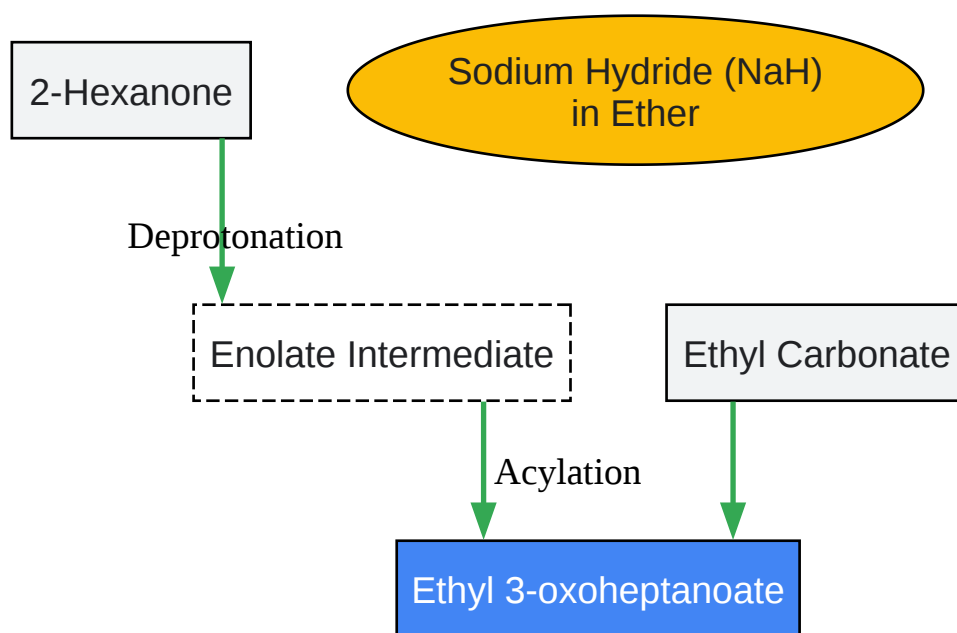 2-Hexanone
Sodium Hydride (NaH)
in Ether
Deprotonation
Enolate Intermediate
Ethyl Carbonate
Acylation
Ethyl 3-oxoheptanoate